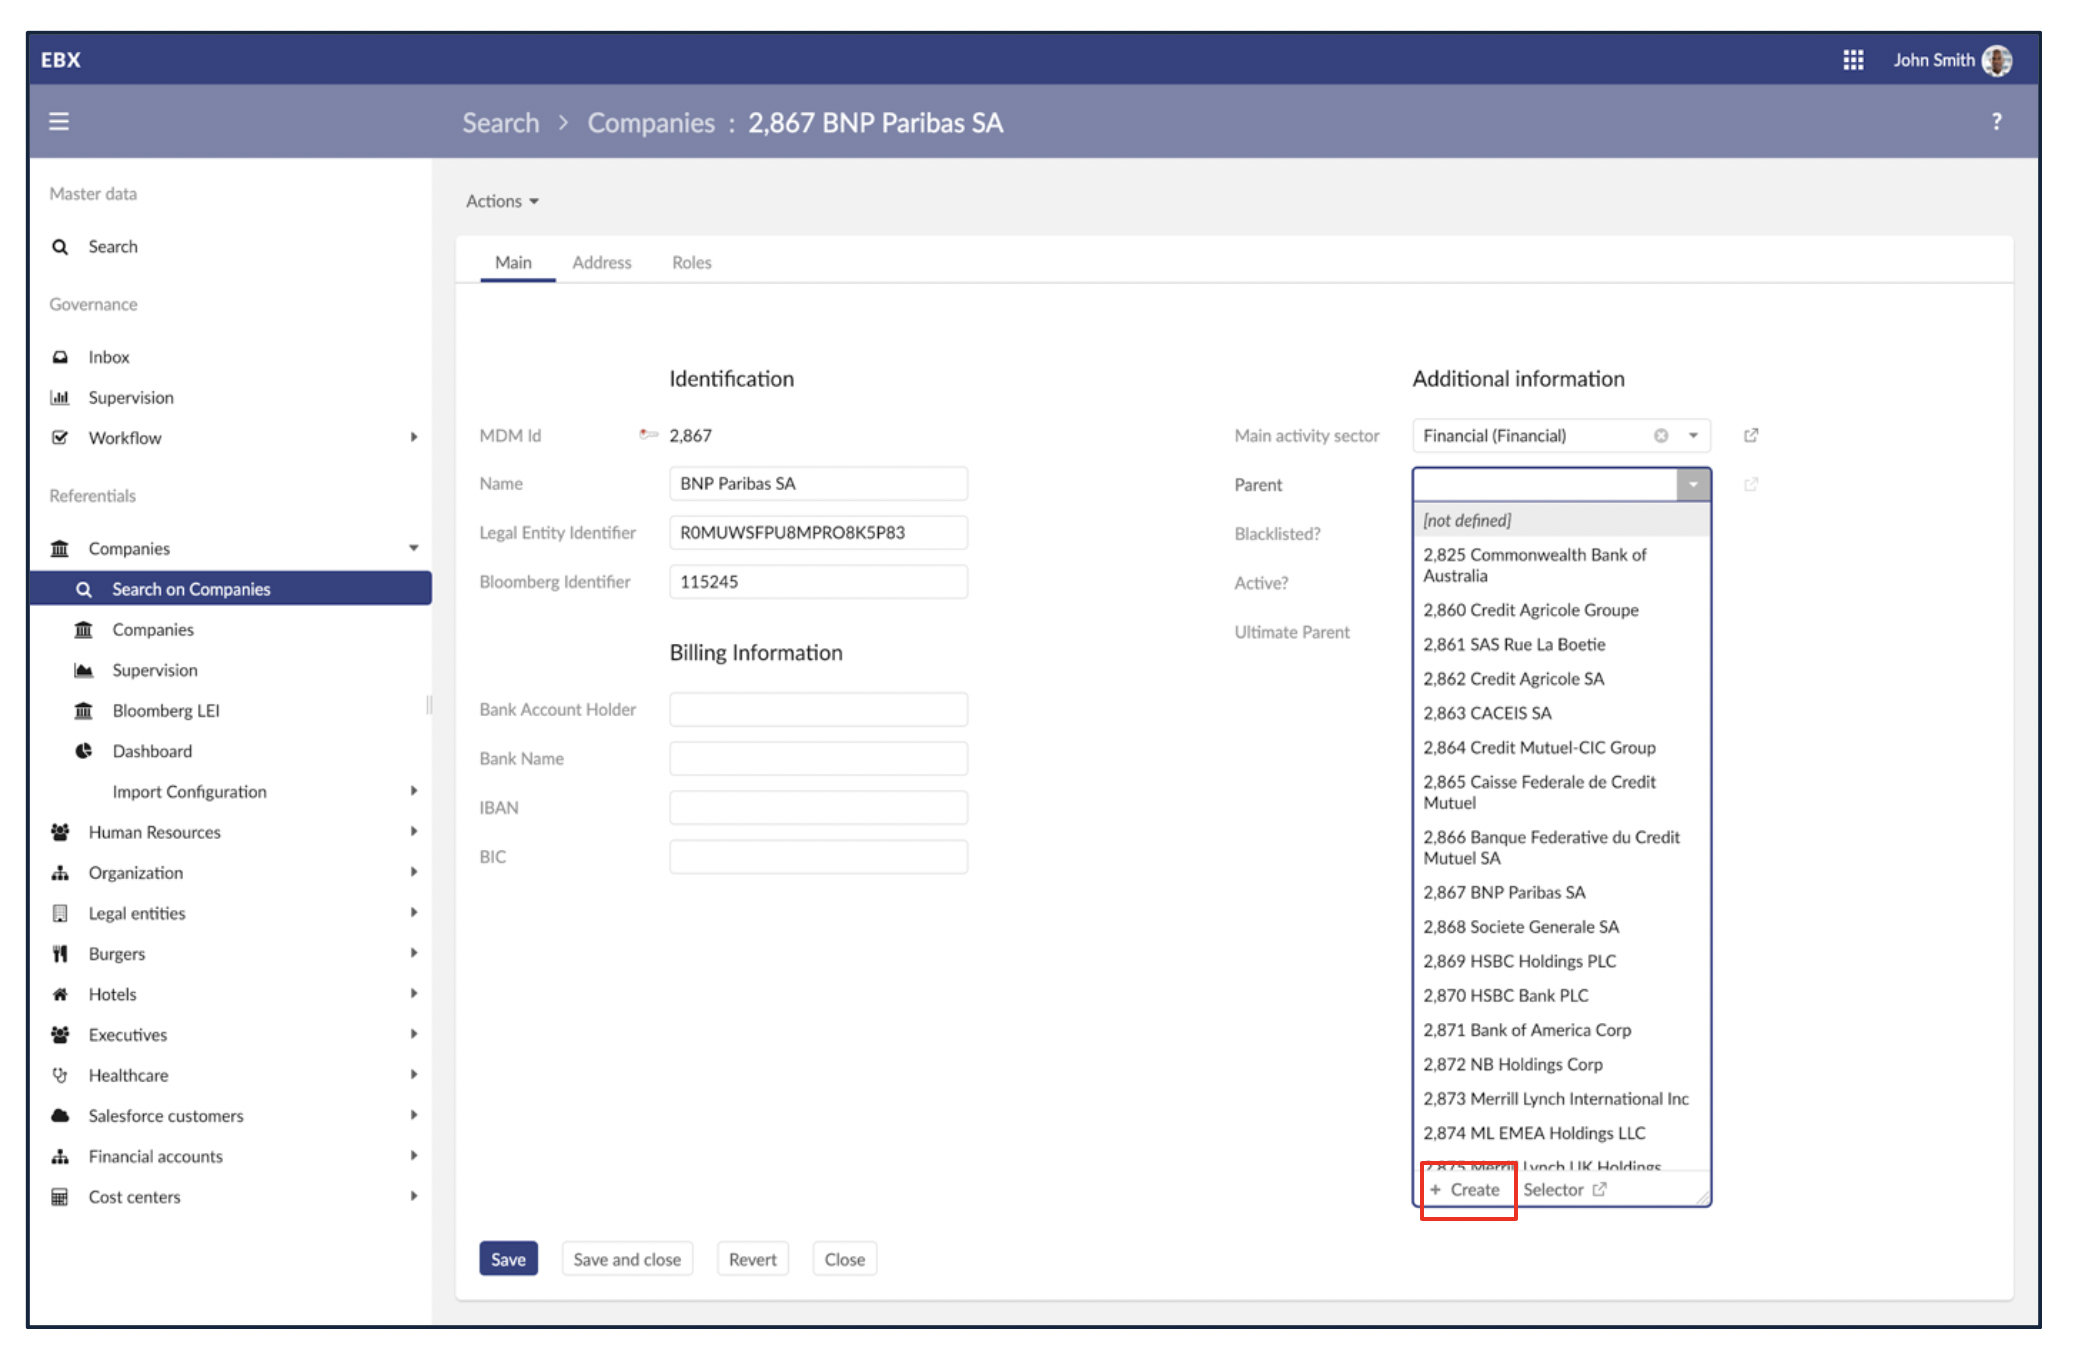 EBX
John Smith
Search > Companies : 2,867 BNP Paribas SA
?
Master data
Search
Governance
Inbox
Supervision
Workflow
Referentials
Companies
Search on Companies
Companies
Supervision
Bloomberg LEI
Dashboard
Import Configuration
Human Resources
Organization
Legal entities
Burgers
Hotels
Executives
Healthcare
Salesforce customers
Financial accounts
Cost centers
Actions
Main
Address
Roles
Identification
MDM Id 2,867
Name BNP Paribas SA
Legal Entity Identifier R0MUWSFPU8MPRO8K5P83
Bloomberg Identifier 115245
Billing Information
Bank Account Holder
Bank Name
IBAN
BIC
Additional information
Main activity sector Financial (Financial)
Parent
Blacklisted?
Active?
Ultimate Parent
[not defined]
2,825 Commonwealth Bank of
Australia
2,860 Credit Agricole Groupe
2,861 SAS Rue La Boetie
2,862 Credit Agricole SA
2,863 CACEIS SA
2,864 Credit Mutuel-CIC Group
2,865 Caisse Federale de Credit
Mutuel
2,866 Banque Federative du Credit
Mutuel SA
2,867 BNP Paribas SA
2,868 Societe Generale SA
2,869 HSBC Holdings PLC
2,870 HSBC Bank PLC
2,871 Bank of America Corp
2,872 NB Holdings Corp
2,873 Merrill Lynch International Inc
2,874 ML EMEA Holdings LLC
2,875 Merrill Lynch UK Holdings
+ Create Selector
Save
Save and close
Revert
Close